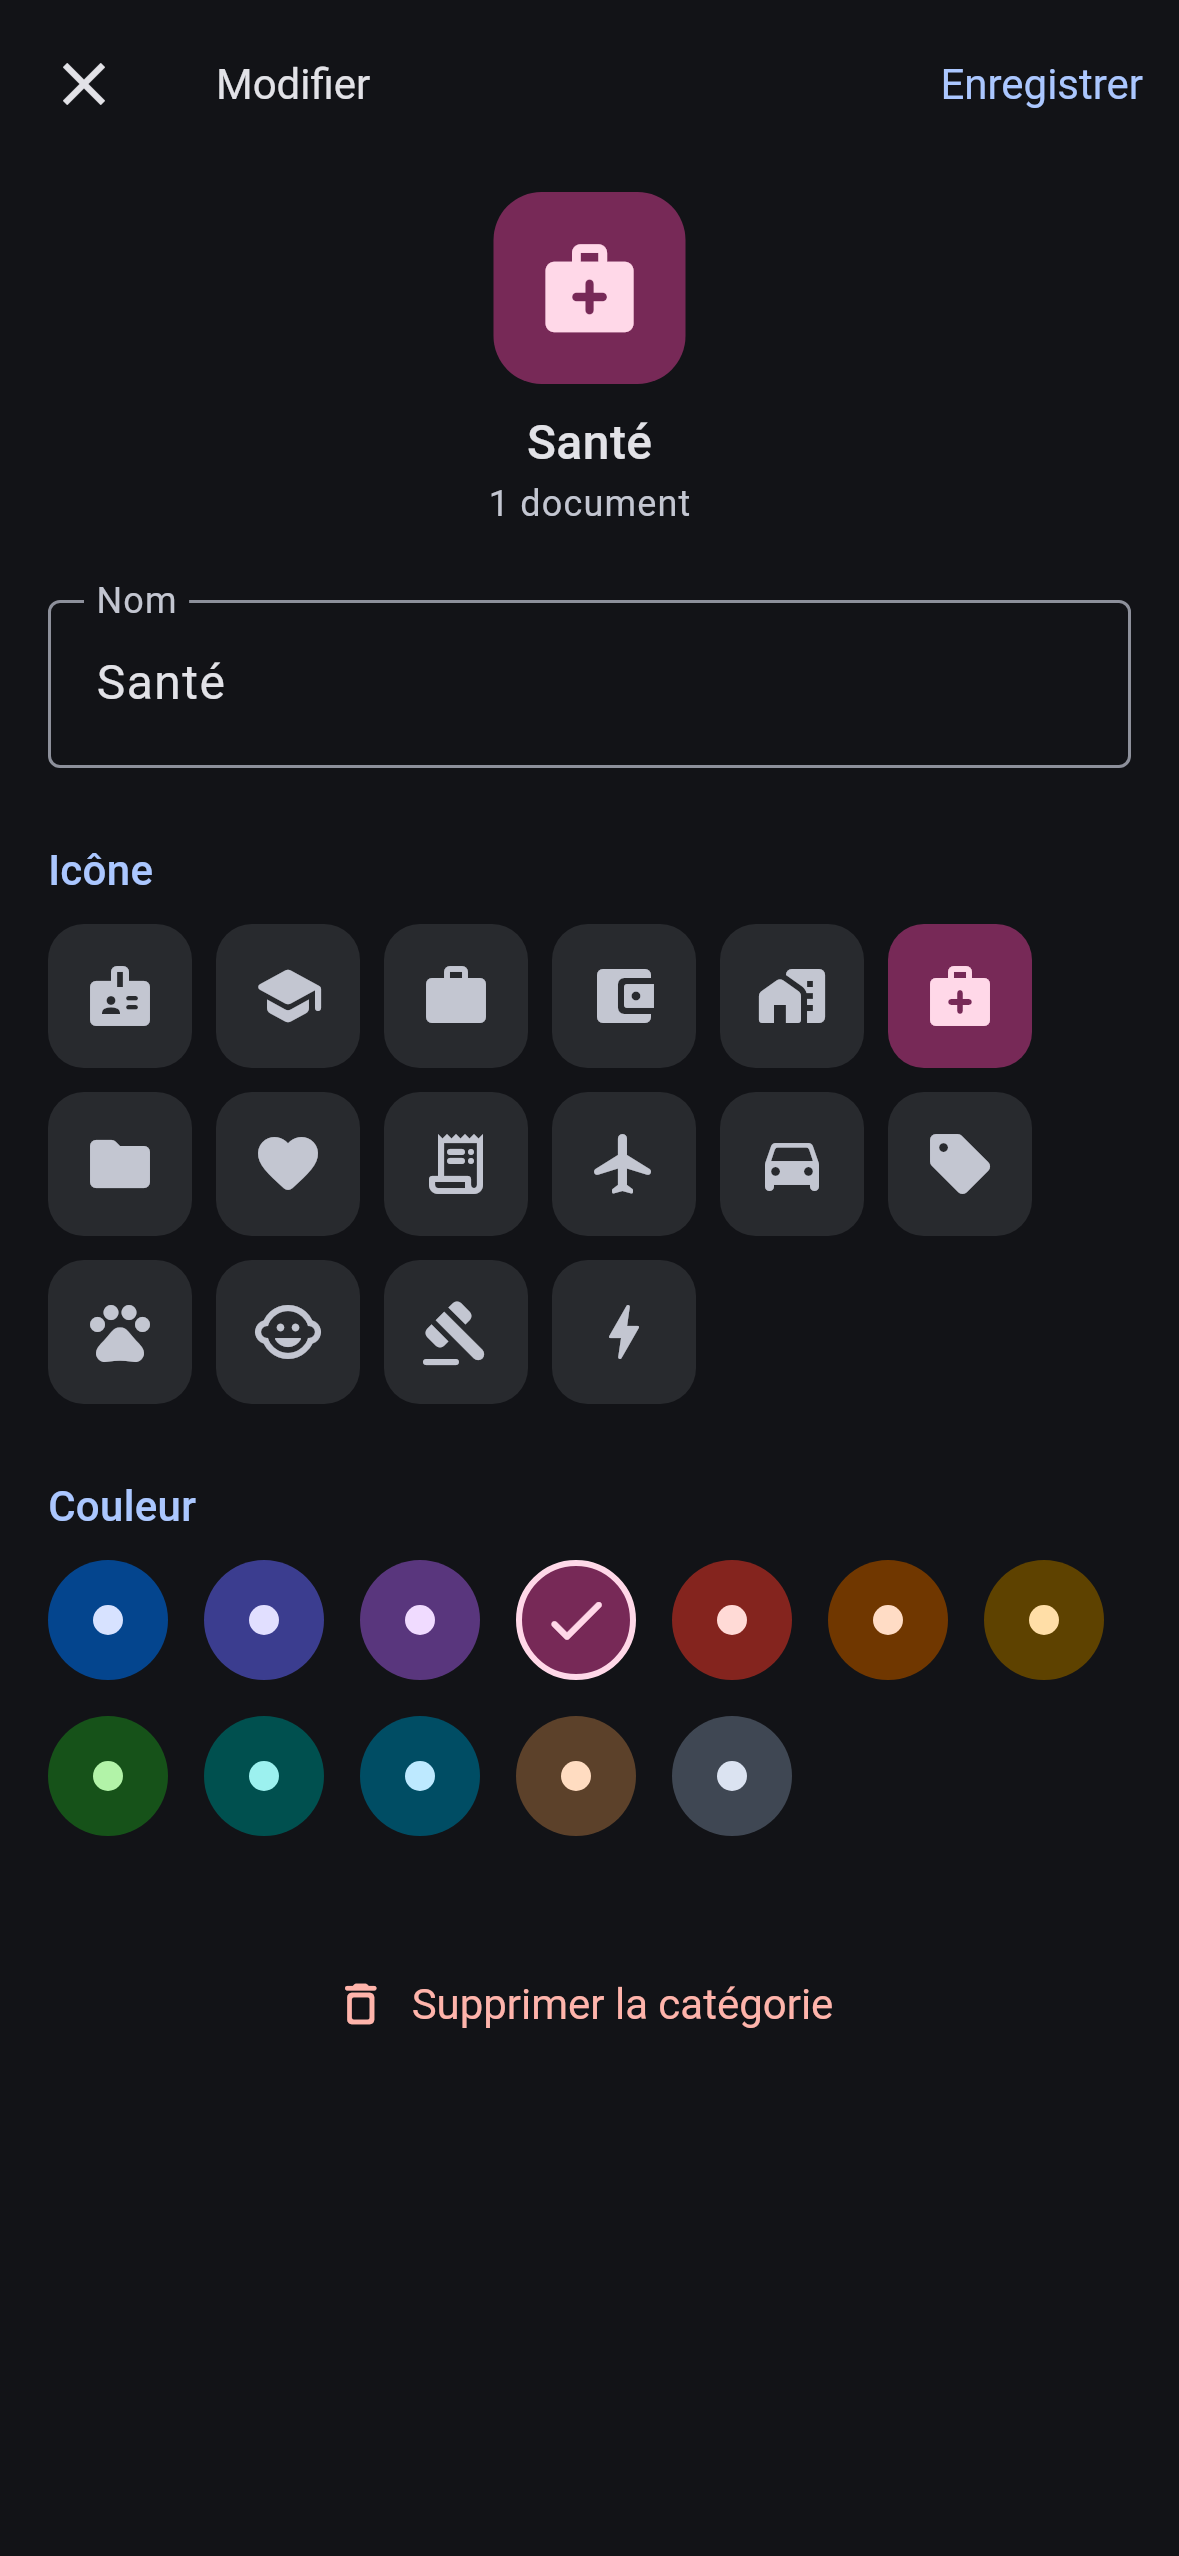 Modifier
Enregistrer
Santé
1 document
Nom
Santé
Icône
Couleur
Supprimer la catégorie